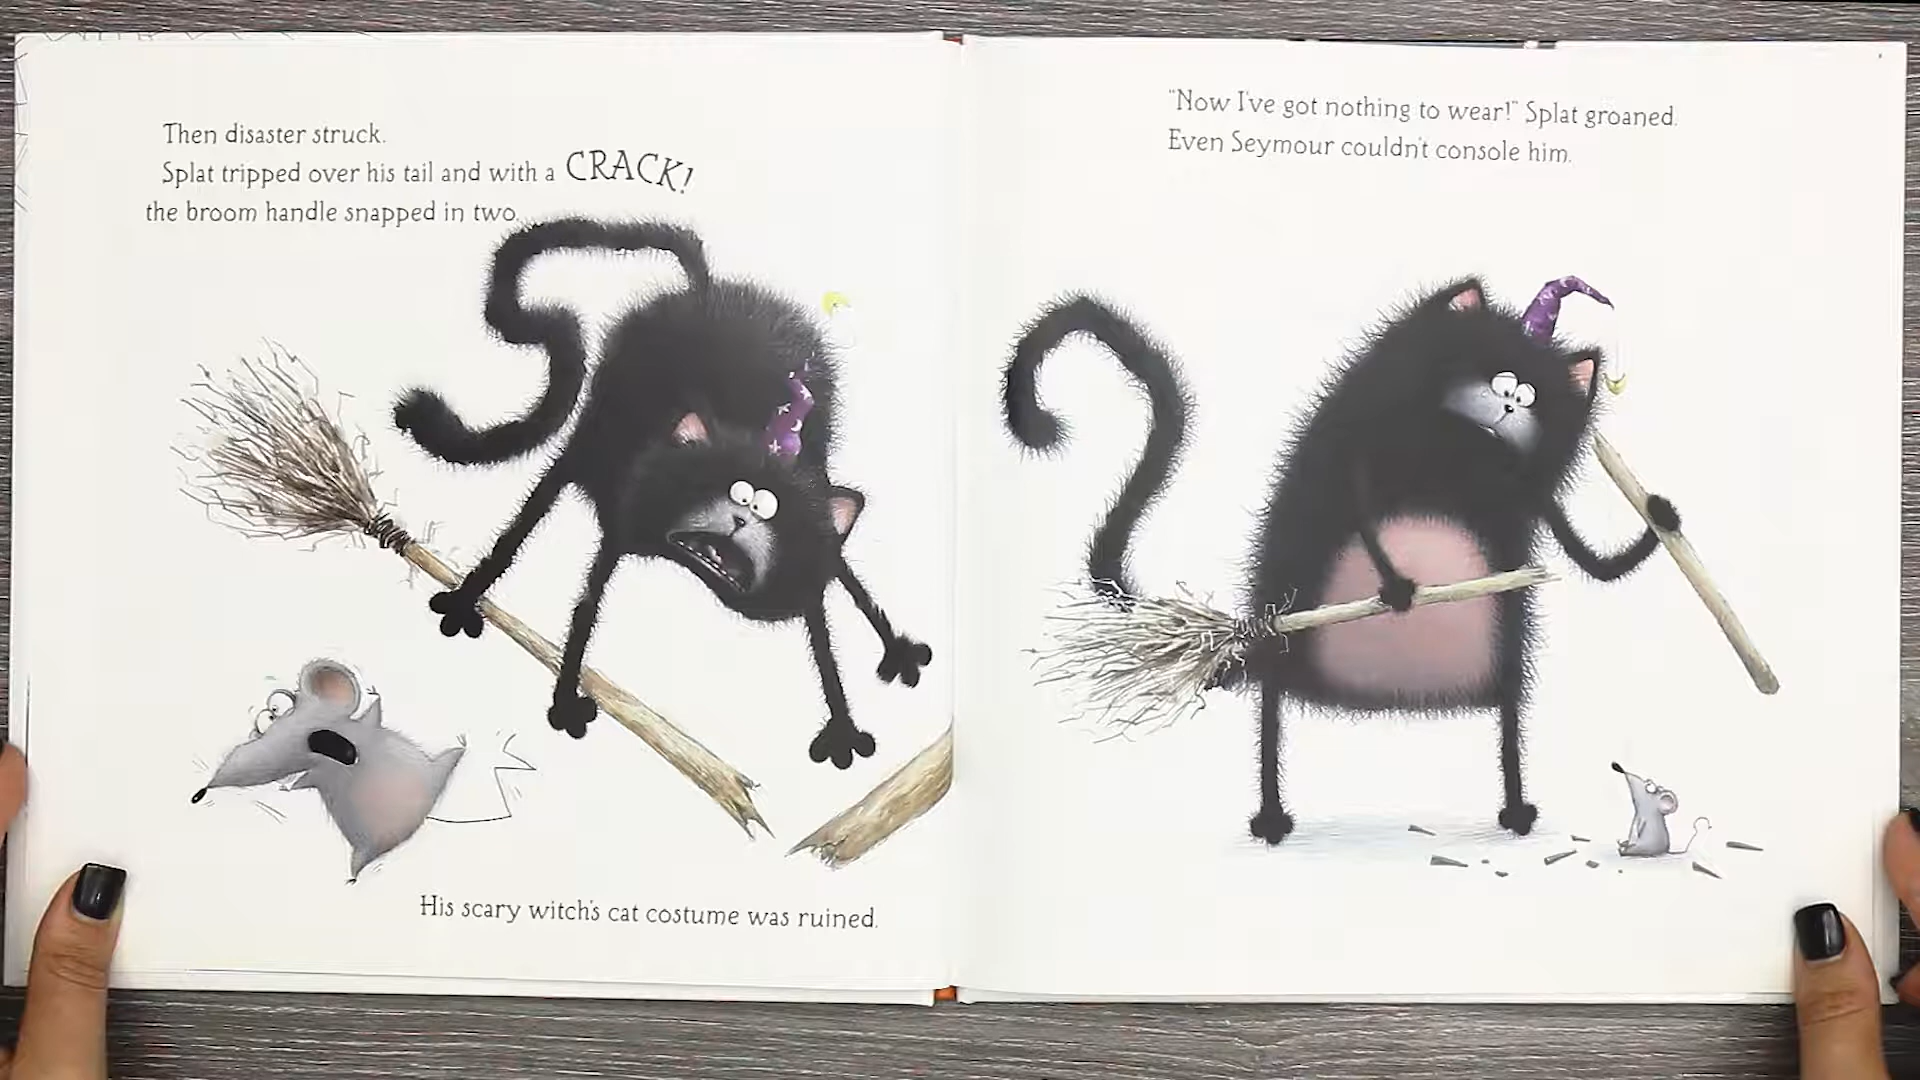 Then disaster struck.
Splat tripped over his tail and with a CRACK!
the broom handle snapped in two.
His scary witch's cat costume was ruined.
"Now I've got nothing to wear!" Splat groaned.
Even Seymour couldn't console him.